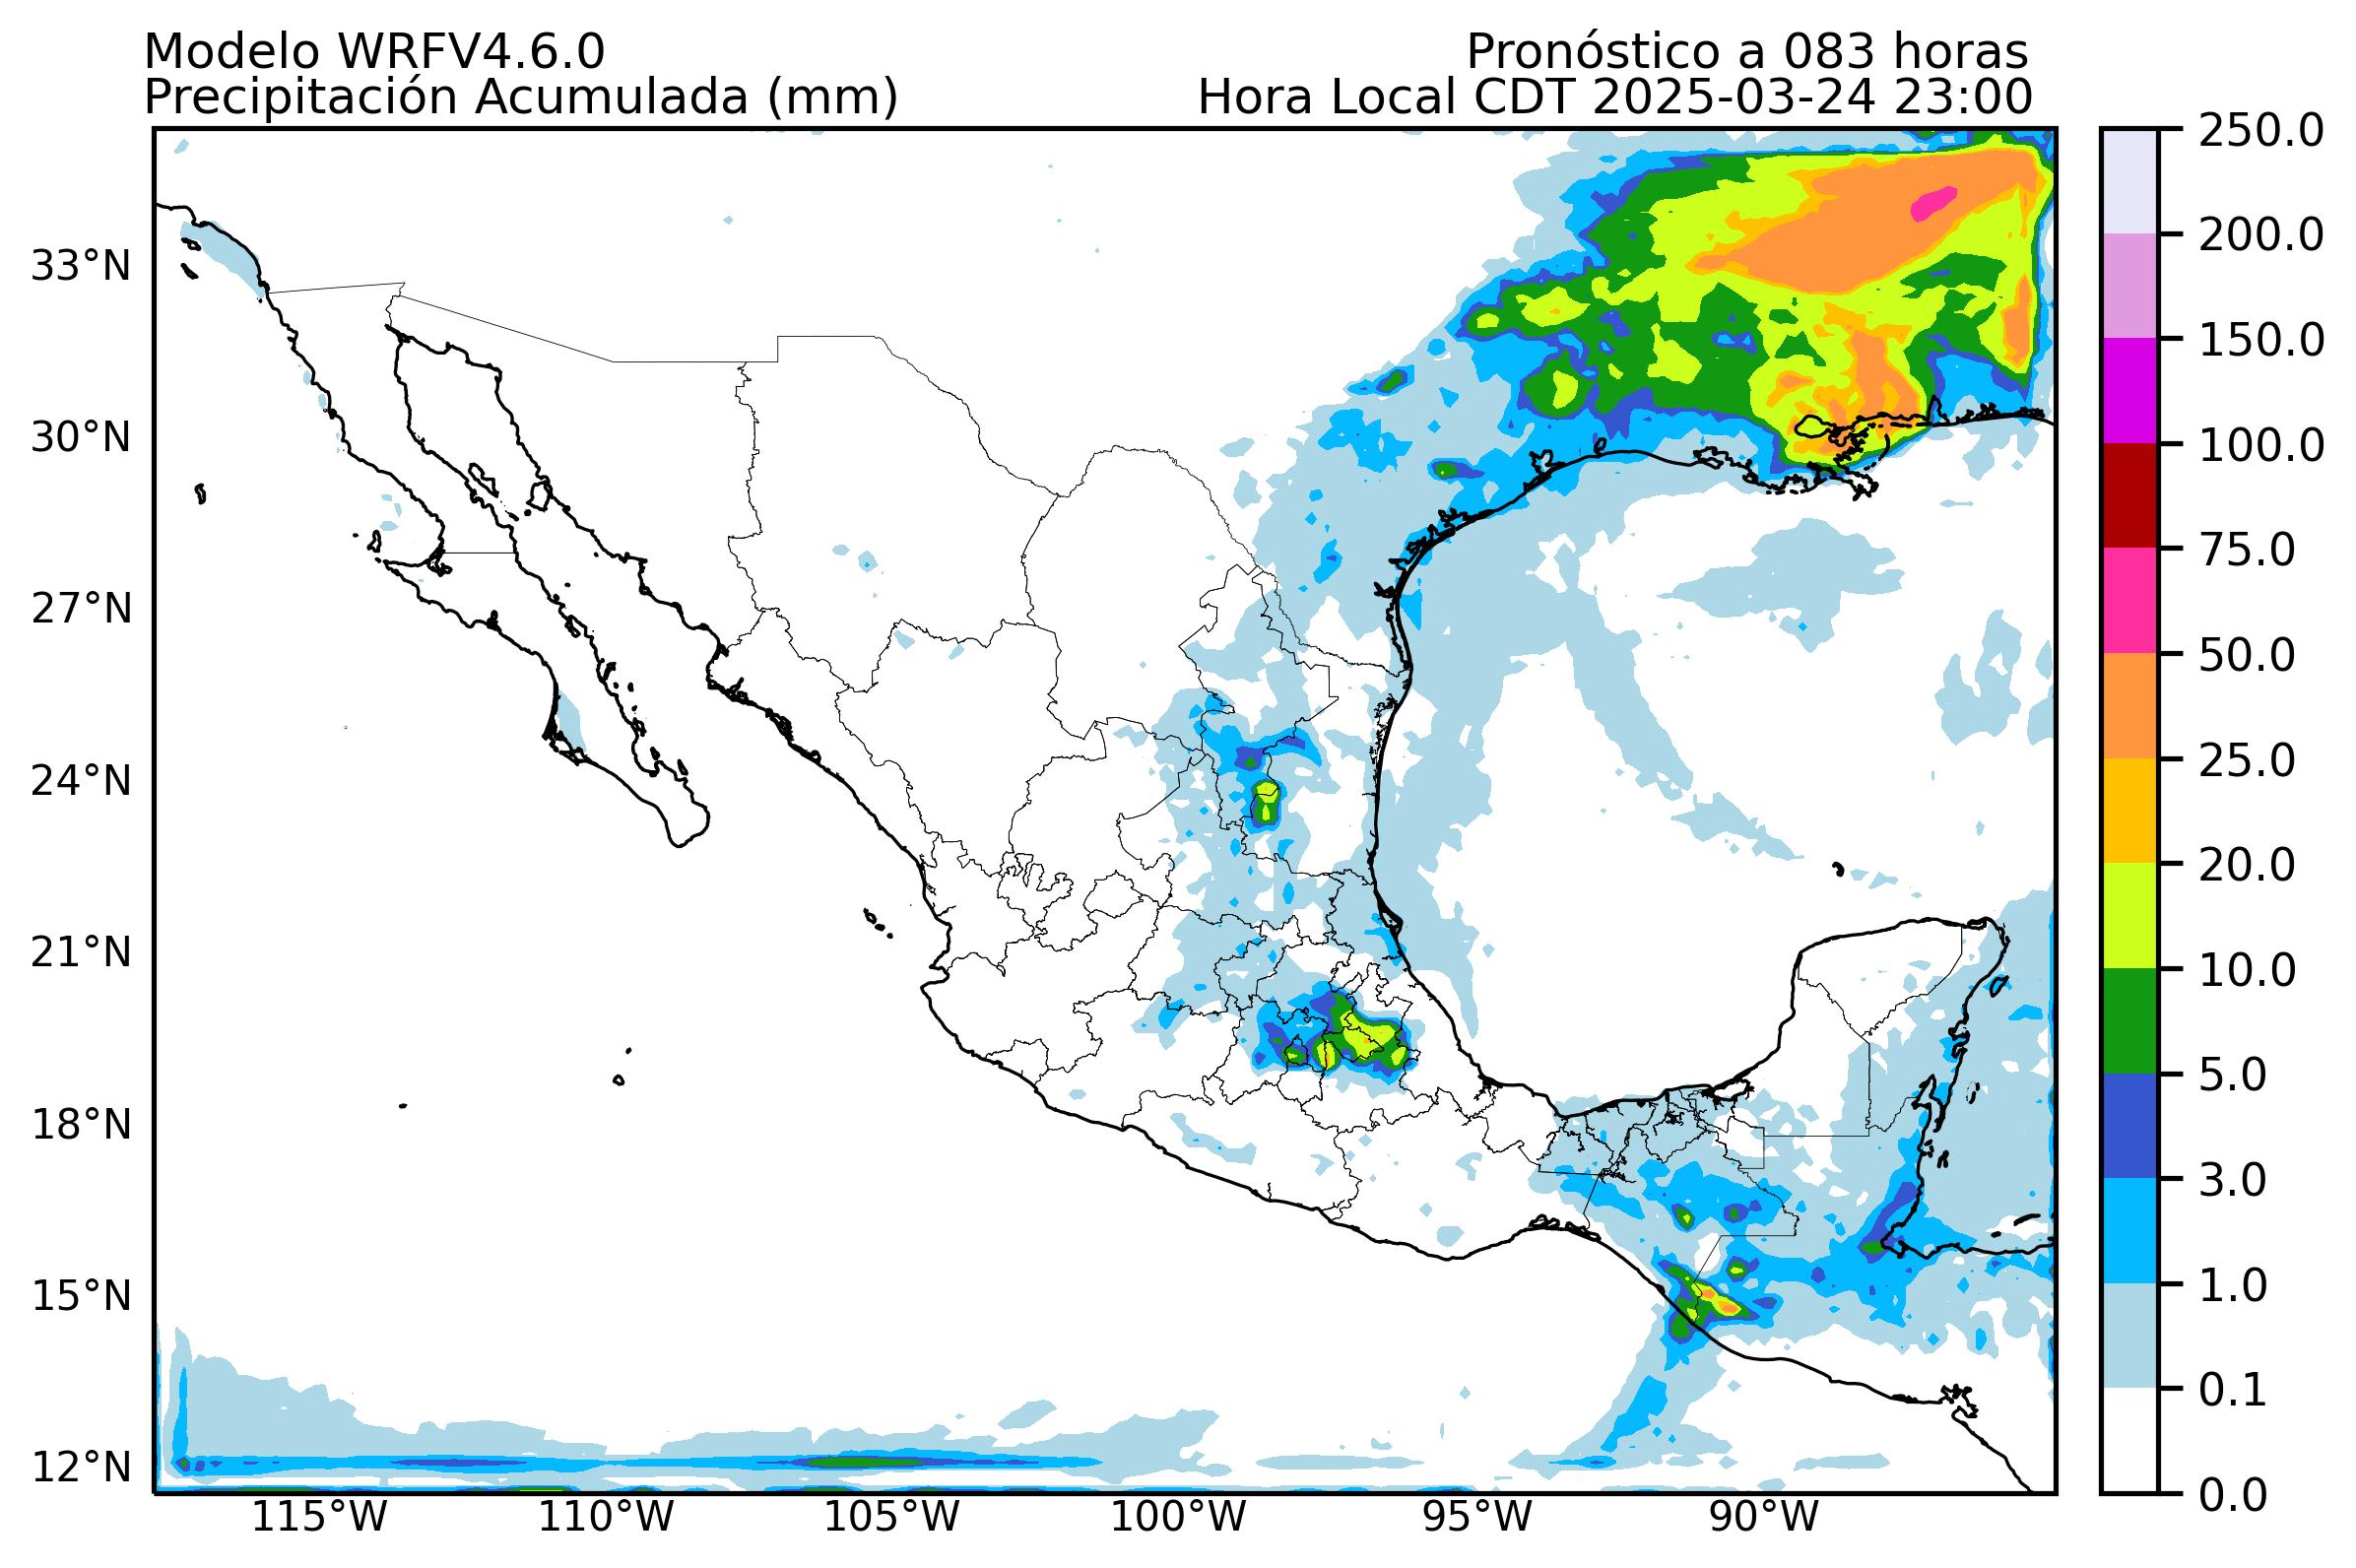 Modelo WRFV4.6.0
Pronóstico a 083 horas
Precipitación Acumulada (mm)
Hora Local CDT 2025-03-24 23:00
33°N
30°N
27°N
24°N
21°N
18°N
15°N
12°N
115°W
110°W
105°W
100°W
95°W
90°W
250.0
200.0
150.0
100.0
75.0
50.0
25.0
20.0
10.0
5.0
3.0
1.0
0.1
0.0